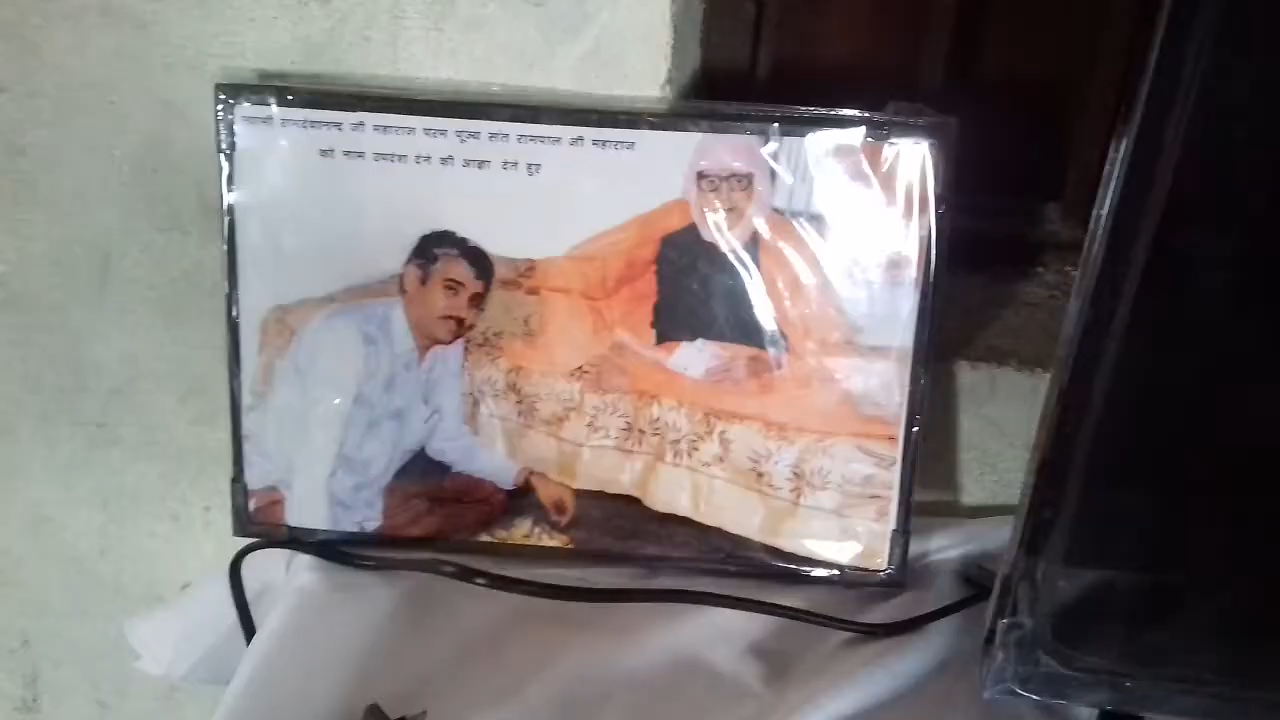 स्वामी रामदेवानन्द जी महाराज परम पूज्य संत रामपाल जी महाराज
को नाम उपदेश देने की आज्ञा देते हुए